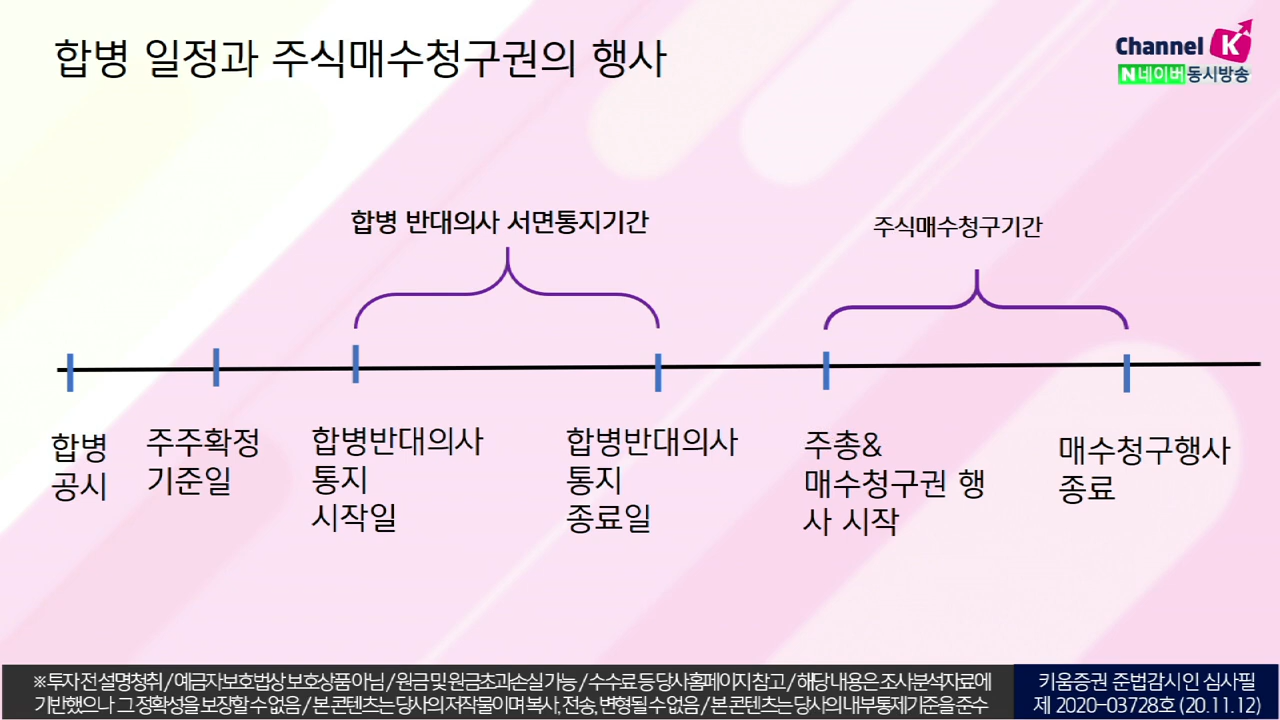 합병 일정과 주식매수청구권의 행사
Channel K
N 네이버 동시방송
합병 반대의사 서면통지기간
주식매수청구기간
합병
공시
주주확정
기준일
합병반대의사
통지
시작일
합병반대의사
통지
종료일
주총&
매수청구권 행
사 시작
매수청구행사
종료
※투자 전 설명청취 / 예금자보호법상 보호상품 아님 / 원금 및 원금초과손실 가능 / 수수료 등 당사홈페이지 참고 / 해당 내용은 조사분석자료에
기반했으나 그 정확성을 보장할 수 없음 / 본 콘텐츠는 당사의 저작물이며 복사, 전송, 변형될 수 없음 / 본 콘텐츠는 당사의 내부통제기준을 준수
키움증권 준법감시인 심사필
제 2020-03728호 (20.11.12)